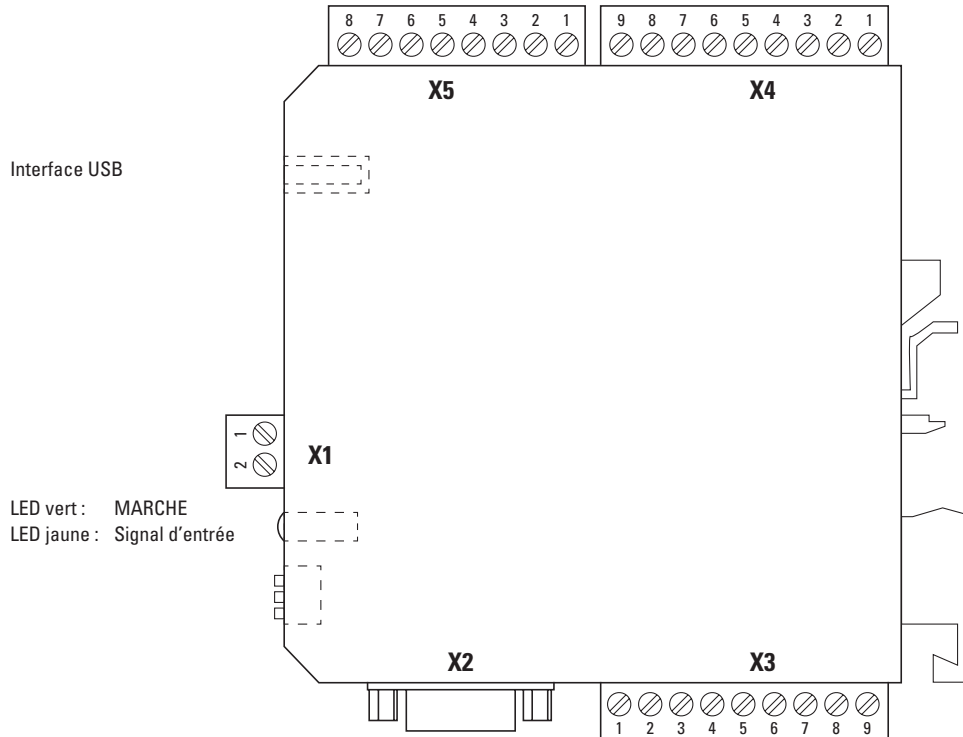 8 7 6 5 4 3 2 1
9 8 7 6 5 4 3 2 1
X5
X4
Interface USB
1
2
X1
LED vert : MARCHE
LED jaune : Signal d’entrée
X2
X3
1 2 3 4 5 6 7 8 9